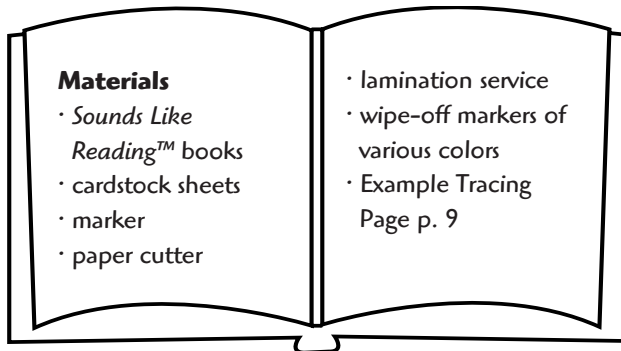 Materials
· Sounds Like
Reading™ books
· cardstock sheets
· marker
· paper cutter
· lamination service
· wipe-off markers of
various colors
· Example Tracing
Page p. 9